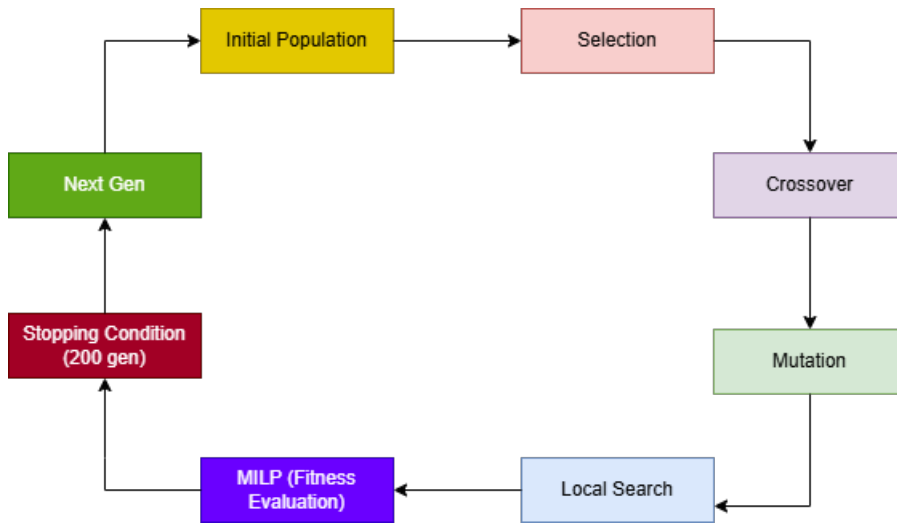 Initial Population
Selection
Next Gen
Crossover
Stopping Condition
(200 gen)
Mutation
MILP (Fitness
Evaluation)
Local Search